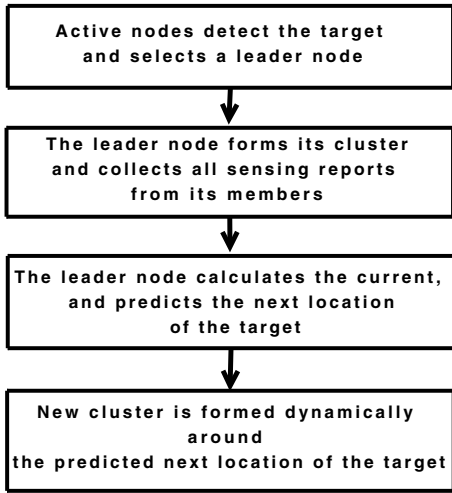 Active nodes detect the target
and selects a leader node
The leader node forms its cluster
and collects all sensing reports
from its members
The leader node calculates the current,
and predicts the next location
of the target
New cluster is formed dynamically
around
the predicted next location of the target